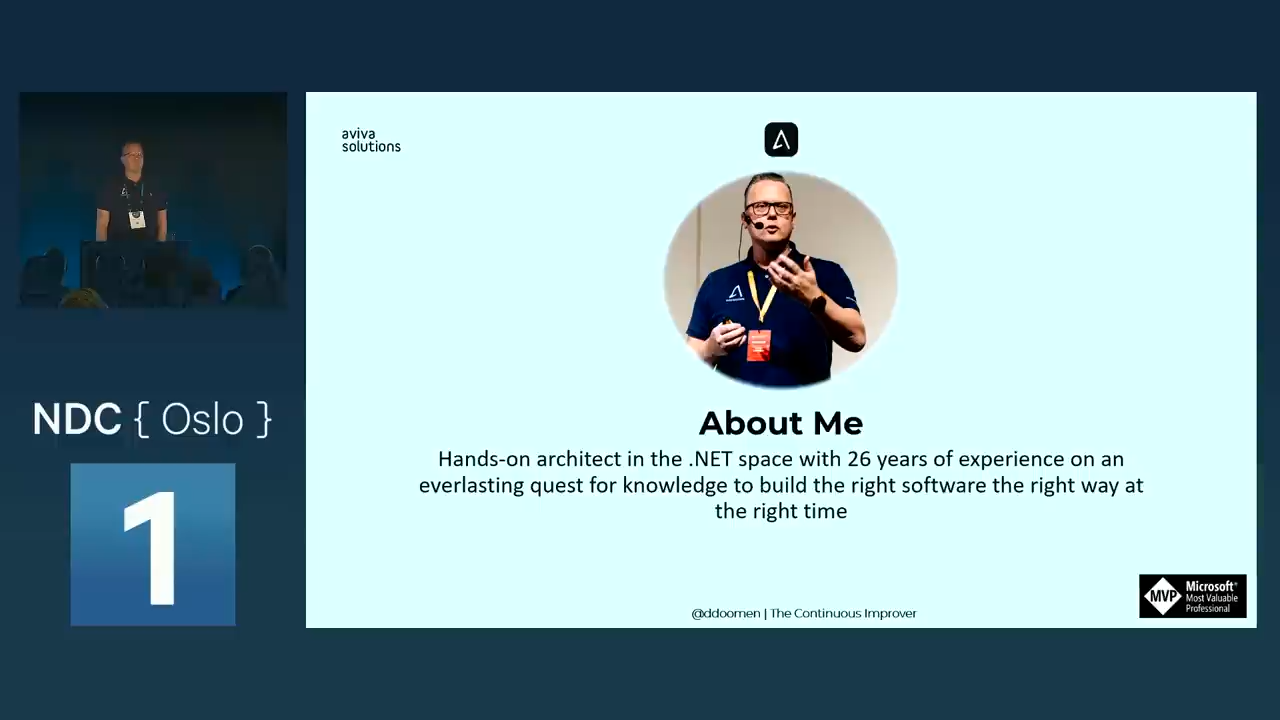 aviva
solutions
About Me
Hands-on architect in the .NET space with 26 years of experience on an
everlasting quest for knowledge to build the right software the right way at
the right time
@ddoomen | The Continuous Improver
MVP
Microsoft®
Most Valuable
Professional
NDC { Oslo }
1